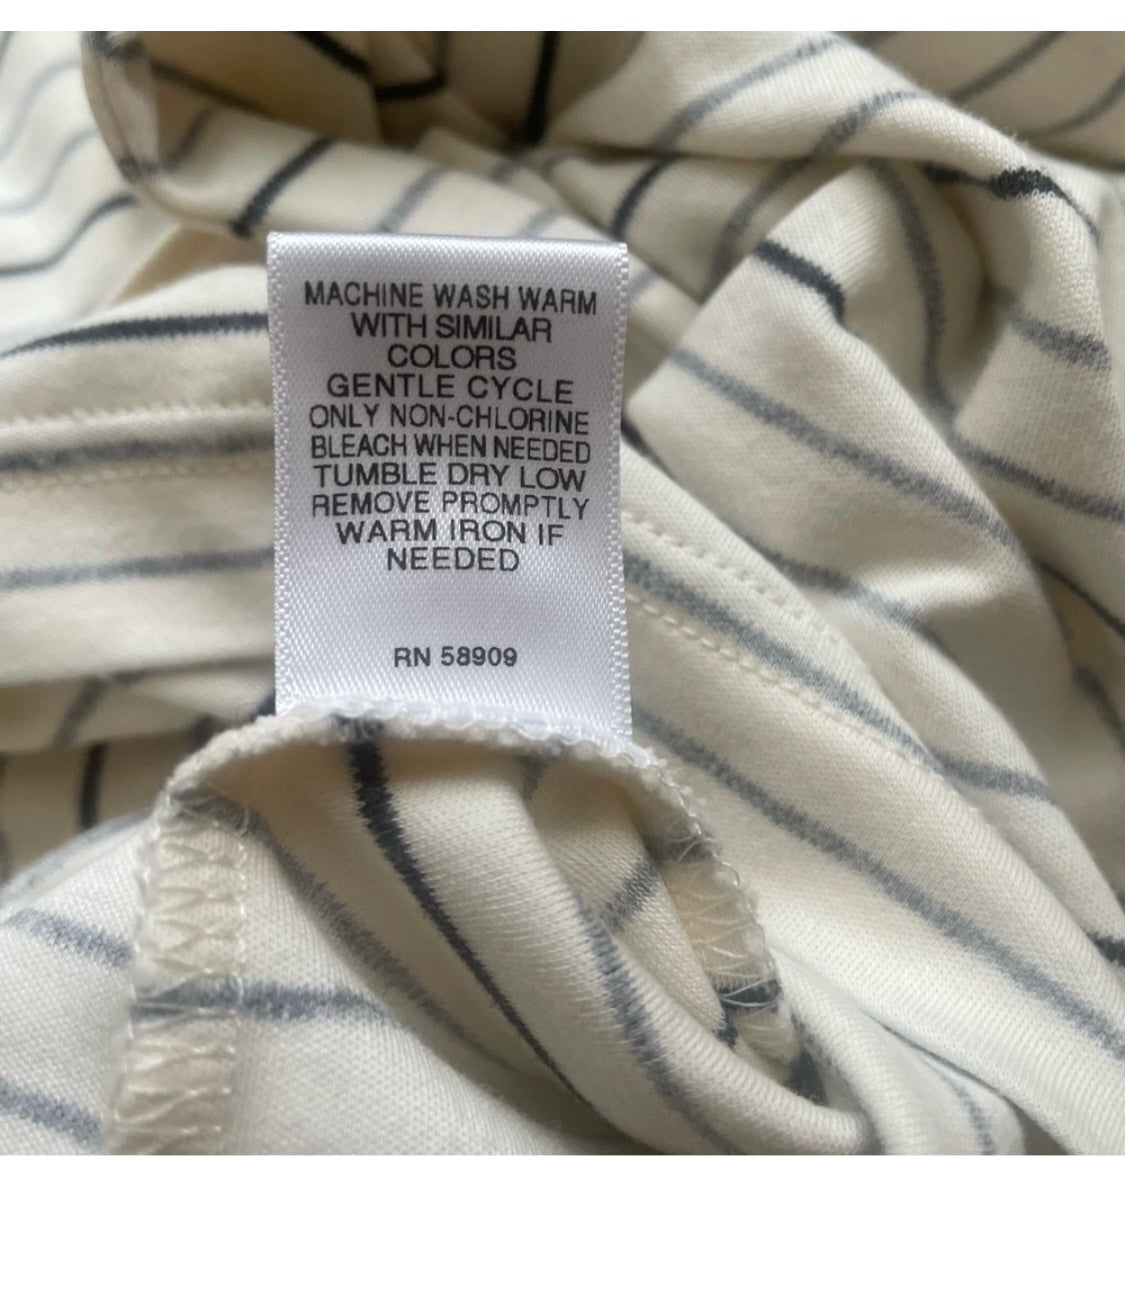 MACHINE WASH WARM
WITH SIMILAR
COLORS
GENTLE CYCLE
ONLY NON-CHLORINE
BLEACH WHEN NEEDED
TUMBLE DRY LOW
REMOVE PROMPTLY
WARM IRON IF
NEEDED
RN 58909